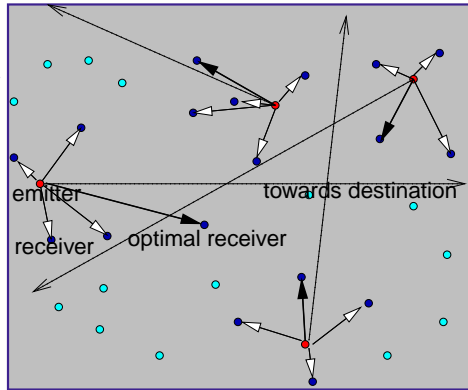 emitter
towards destination
receiver
optimal receiver